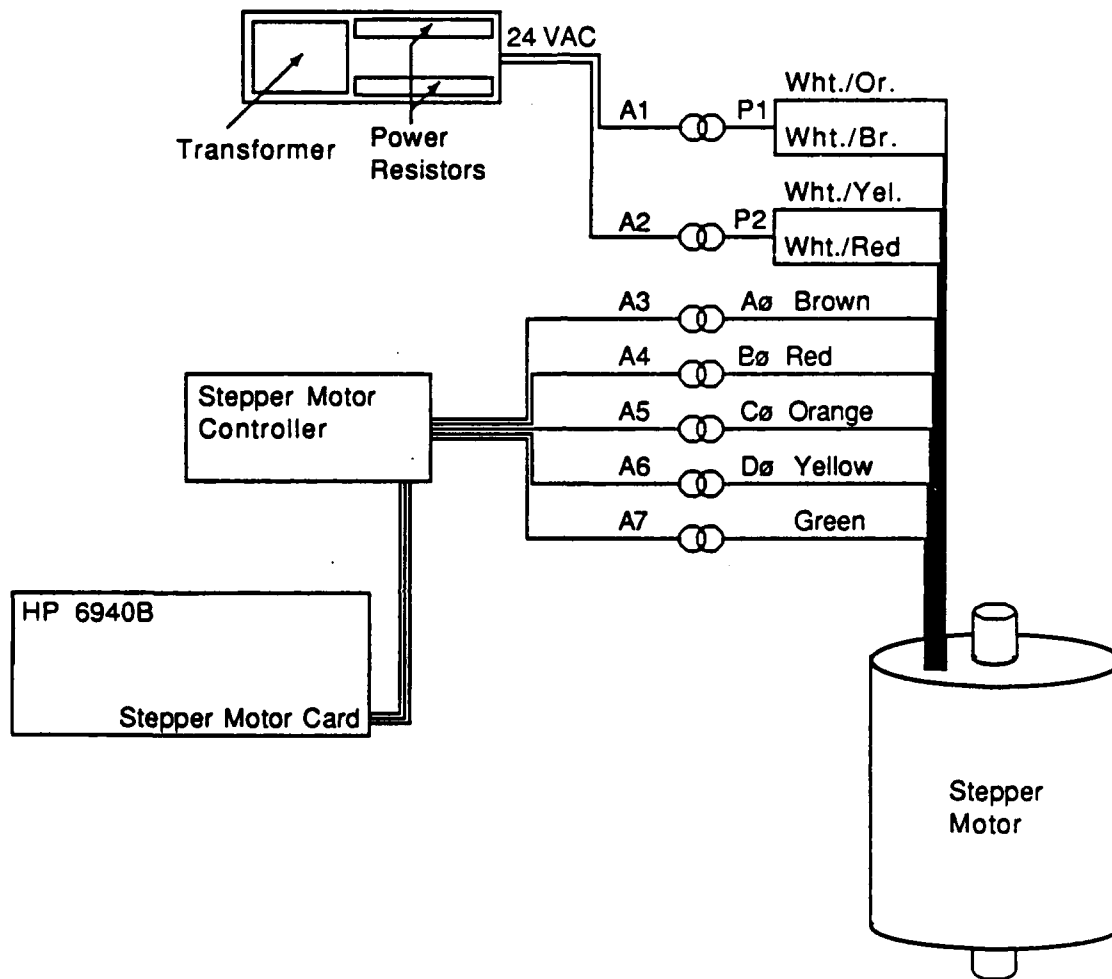 24 VAC
Transformer
Power
Resistors
A1 P1 Wht./Or.
Wht./Br.
A2 P2 Wht./Yel.
Wht./Red
A3 Aø Brown
A4 Bø Red
A5 Cø Orange
A6 Dø Yellow
A7 Green
Stepper Motor
Controller
HP 6940B
Stepper Motor Card
Stepper
Motor